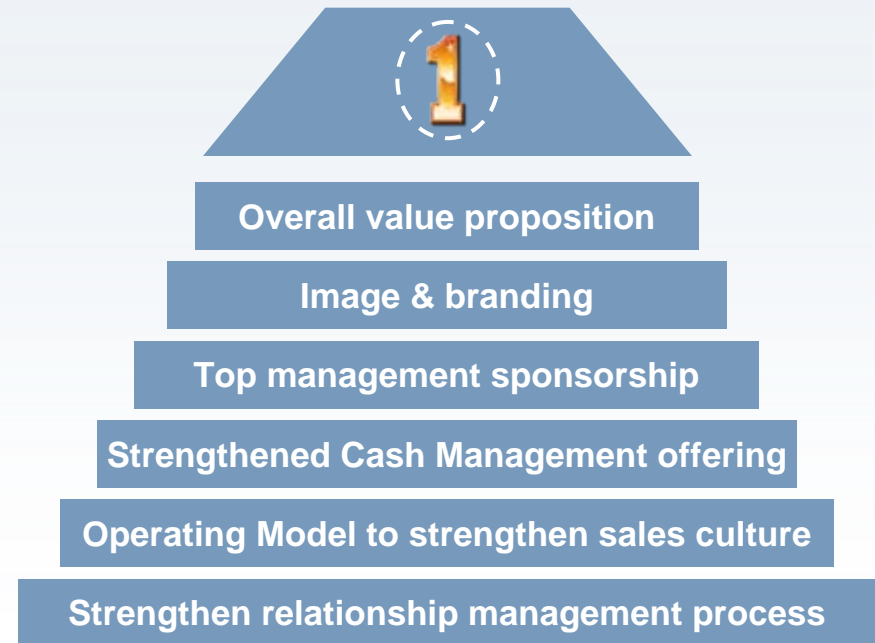 1
Overall value proposition
Image & branding
Top management sponsorship
Strengthened Cash Management offering
Operating Model to strengthen sales culture
Strengthen relationship management process